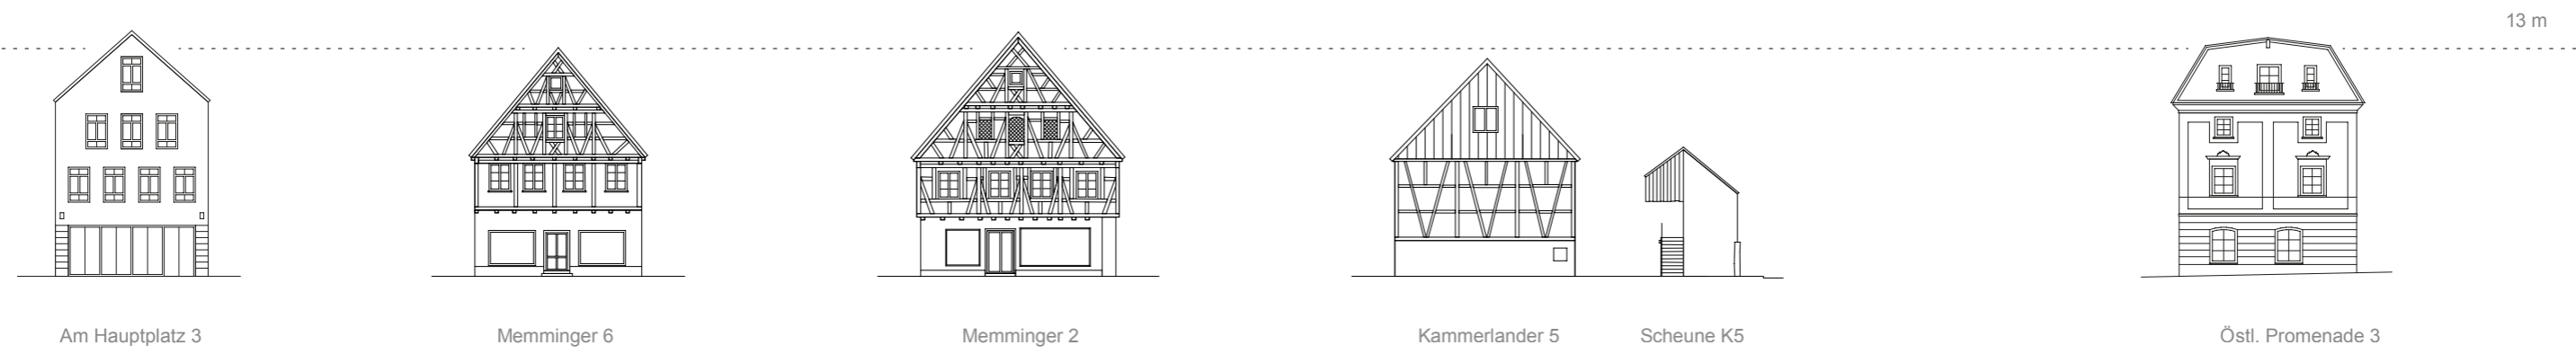 13 m
Am Hauptplatz 3
Memminger 6
Memminger 2
Kammerlander 5
Scheune K5
Östl. Promenade 3